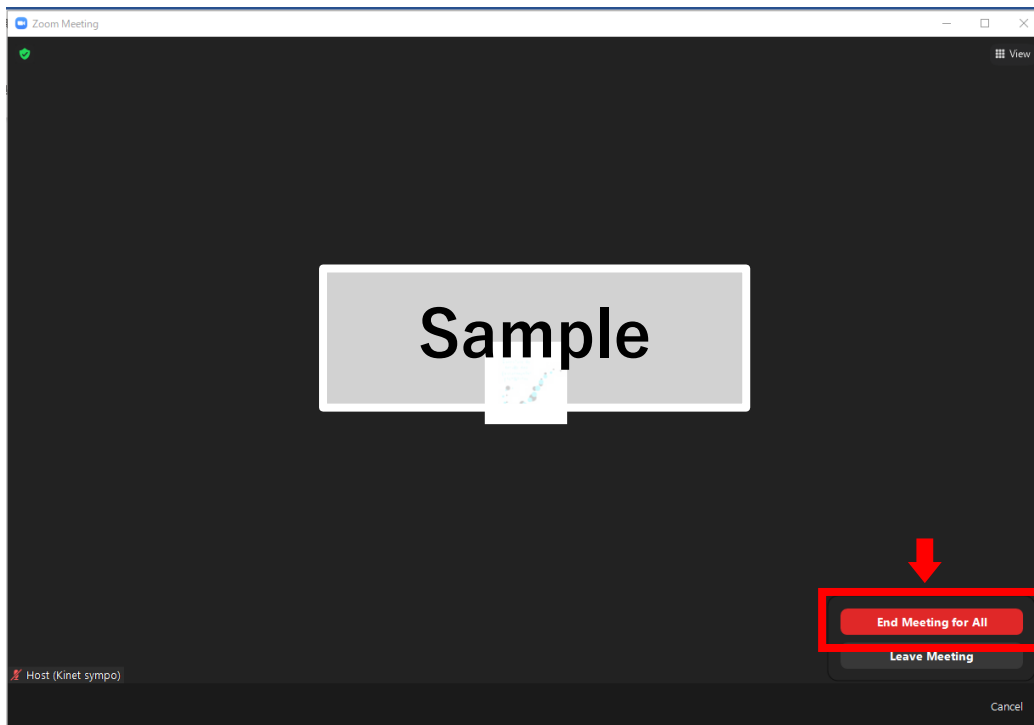 Zoom Meeting
View
Sample
End Meeting for All
Leave Meeting
Host (Kinet sympo)
Cancel